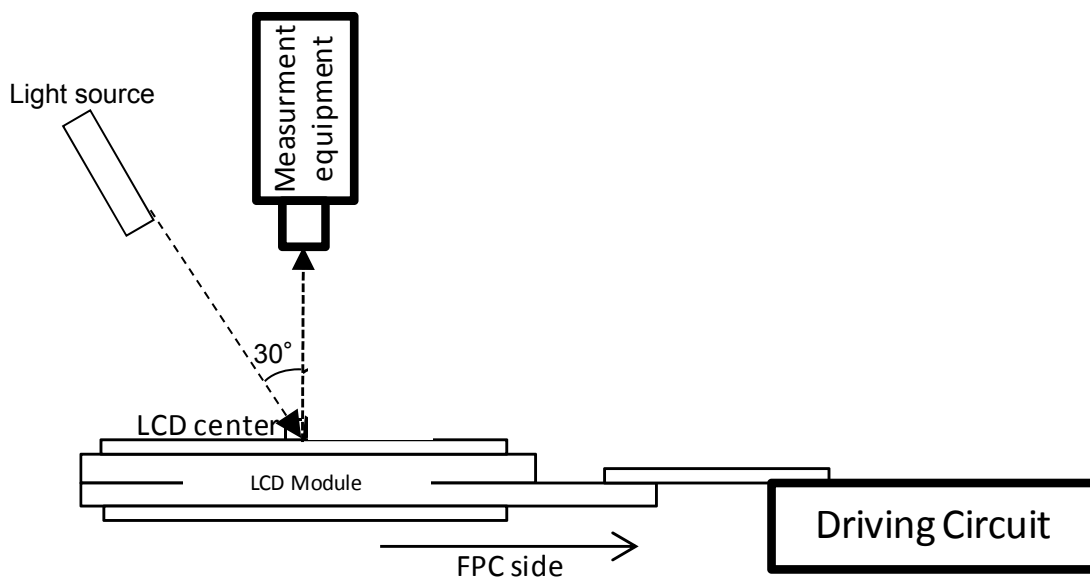 Light source
Measurment
equipment
30°
LCD center
LCD Module
Driving Circuit
FPC side